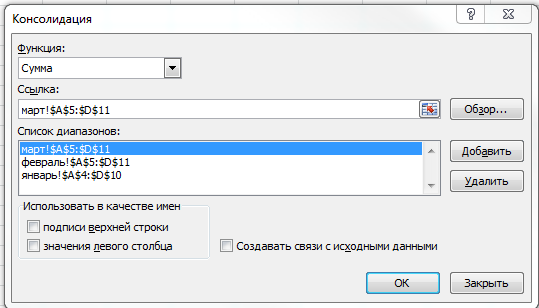 Консолидация
Функция:
Сумма
Ссылка:
март!$A$5:$D$11
Обзор...
Список диапазонов:
март!$A$5:$D$11
февраль!$A$5:$D$11
январь!$A$4:$D$10
Добавить
Удалить
Использовать в качестве имен
подписи верхней строки
значения левого столбца
Создавать связи с исходными данными
ОК
Закрыть